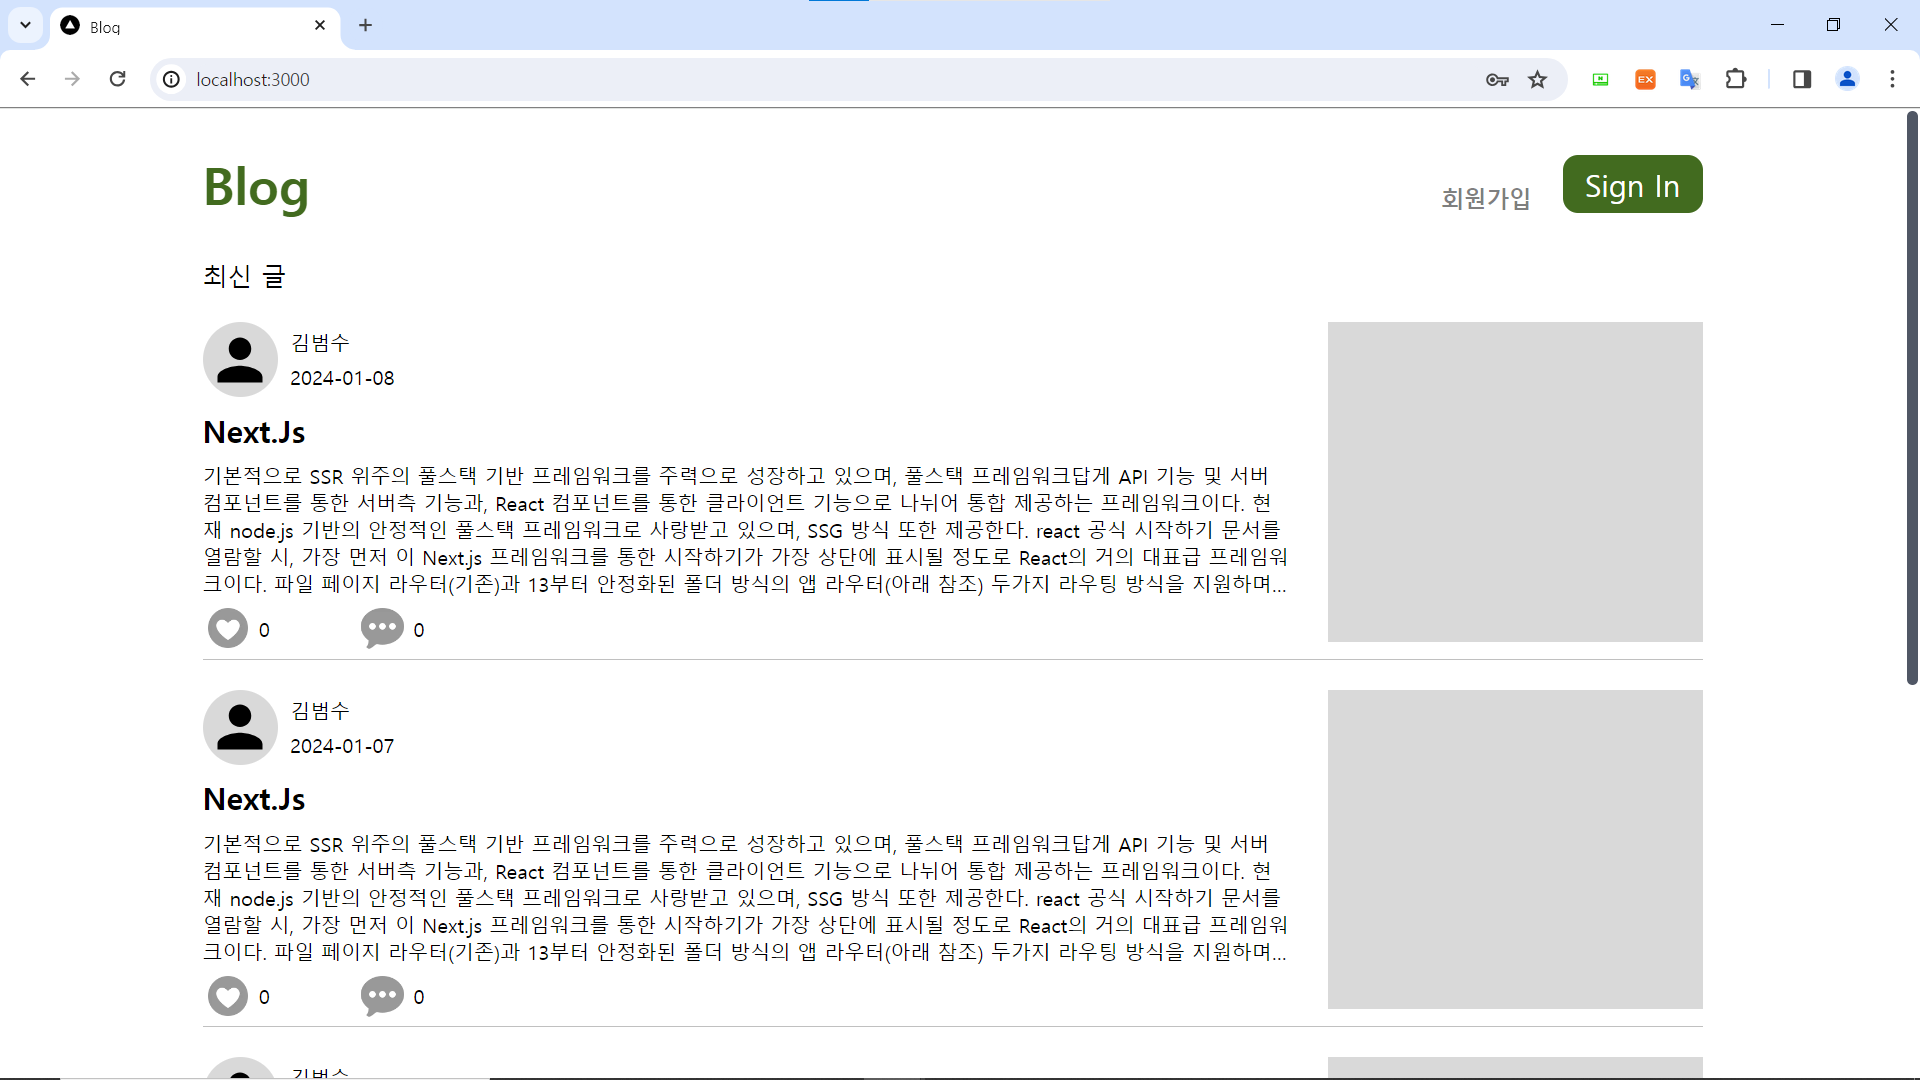 Blog
localhost:3000
EX
Blog
회원가입
Sign In
최신 글
김범수
2024-01-08
Next.Js
기본적으로 SSR 위주의 풀스택 기반 프레임워크를 주력으로 성장하고 있으며, 풀스택 프레임워크답게 API 기능 및 서버
컴포넌트를 통한 서버측 기능과, React 컴포넌트를 통한 클라이언트 기능으로 나뉘어 통합 제공하는 프레임워크이다. 현
재 node.js 기반의 안정적인 풀스택 프레임워크로 사랑받고 있으며, SSG 방식 또한 제공한다. react 공식 시작하기 문서를
열람할 시, 가장 먼저 이 Next.js 프레임워크를 통한 시작하기가 가장 상단에 표시될 정도로 React의 거의 대표급 프레임워
크이다. 파일 페이지 라우터(기존)과 13부터 안정화된 폴더 방식의 앱 라우터(아래 참조) 두가지 라우팅 방식을 지원하며...
0 0
김범수
2024-01-07
Next.Js
기본적으로 SSR 위주의 풀스택 기반 프레임워크를 주력으로 성장하고 있으며, 풀스택 프레임워크답게 API 기능 및 서버
컴포넌트를 통한 서버측 기능과, React 컴포넌트를 통한 클라이언트 기능으로 나뉘어 통합 제공하는 프레임워크이다. 현
재 node.js 기반의 안정적인 풀스택 프레임워크로 사랑받고 있으며, SSG 방식 또한 제공한다. react 공식 시작하기 문서를
열람할 시, 가장 먼저 이 Next.js 프레임워크를 통한 시작하기가 가장 상단에 표시될 정도로 React의 거의 대표급 프레임워
크이다. 파일 페이지 라우터(기존)과 13부터 안정화된 폴더 방식의 앱 라우터(아래 참조) 두가지 라우팅 방식을 지원하며...
0 0
김범수